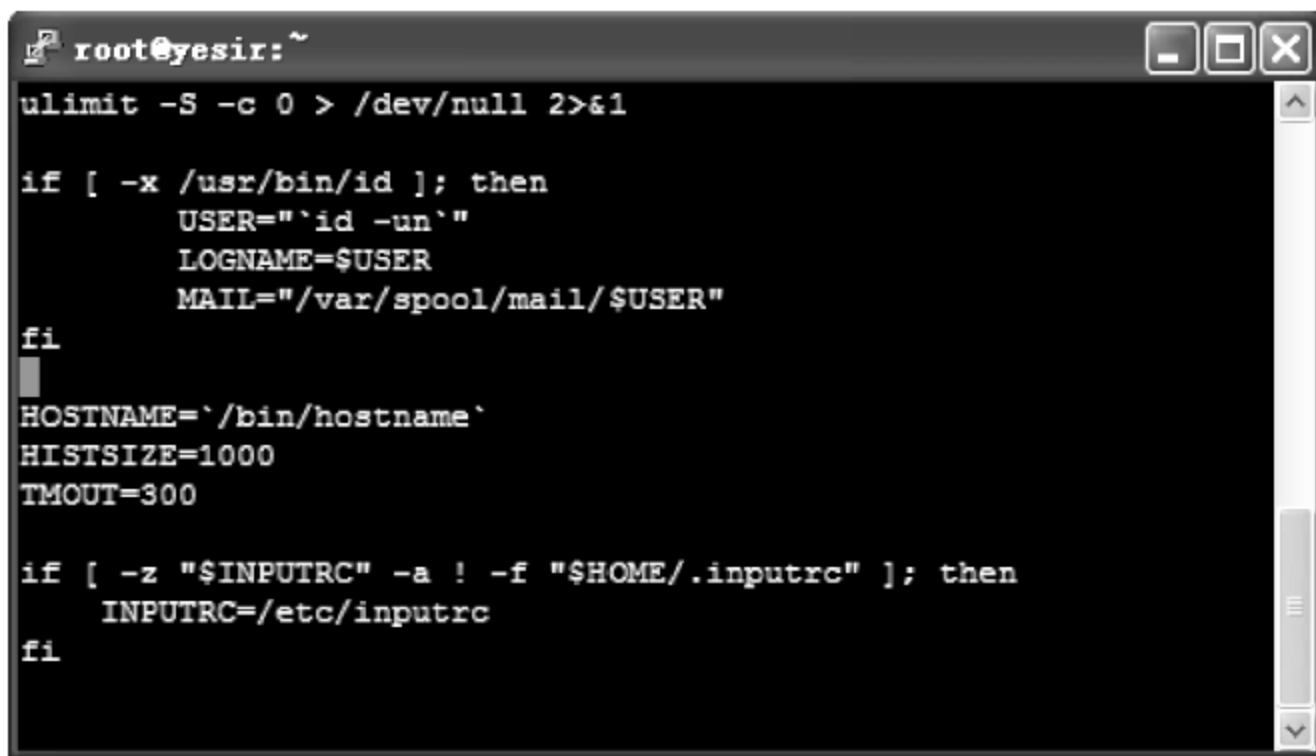 root@yesir:~
ulimit -S -c 0 > /dev/null 2>&1
if [ -x /usr/bin/id ]; then
USER="`id -un`"
LOGNAME=$USER
MAIL="/var/spool/mail/$USER"
fi
HOSTNAME=`/bin/hostname`
HISTSIZE=1000
TMOUT=300
if [ -z "$INPUTRC" -a ! -f "$HOME/.inputrc" ]; then
INPUTRC=/etc/inputrc
fi